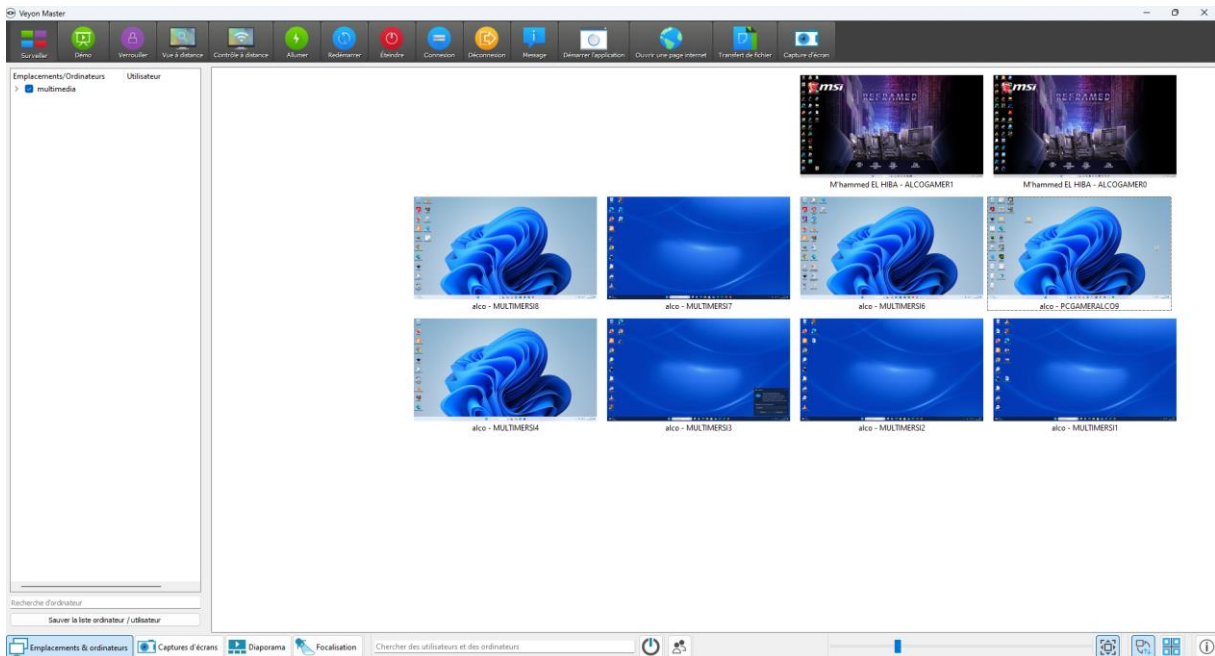 Veyon Master
Surveiller
Démo
Verrouiller
Vue à distance
Contrôle à distance
Allumer
Redémarrer
Éteindre
Connexion
Déconnexion
Message
Démarrer l'application
Ouvrir une page internet
Transfert de fichier
Capture d'écran
Emplacements/Ordinateurs Utilisateur
multimedia
msi
REFRAMED
msi
REFRAMED
M'hammed EL HIBA - ALCOGAMER1
M'hammed EL HIBA - ALCOGAMER0
alco - MULTIMERSI8
alco - MULTIMERSI7
alco - MULTIMERSI6
alco - PCGAMERALCO9
alco - MULTIMERSI4
alco - MULTIMERSI3
alco - MULTIMERSI2
alco - MULTIMERSI1
Recherche d'ordinateur
Sauver la liste ordinateur / utilisateur
Emplacements & ordinateurs
Captures d'écrans
Diaporama
Focalisation
Chercher des utilisateurs et des ordinateurs